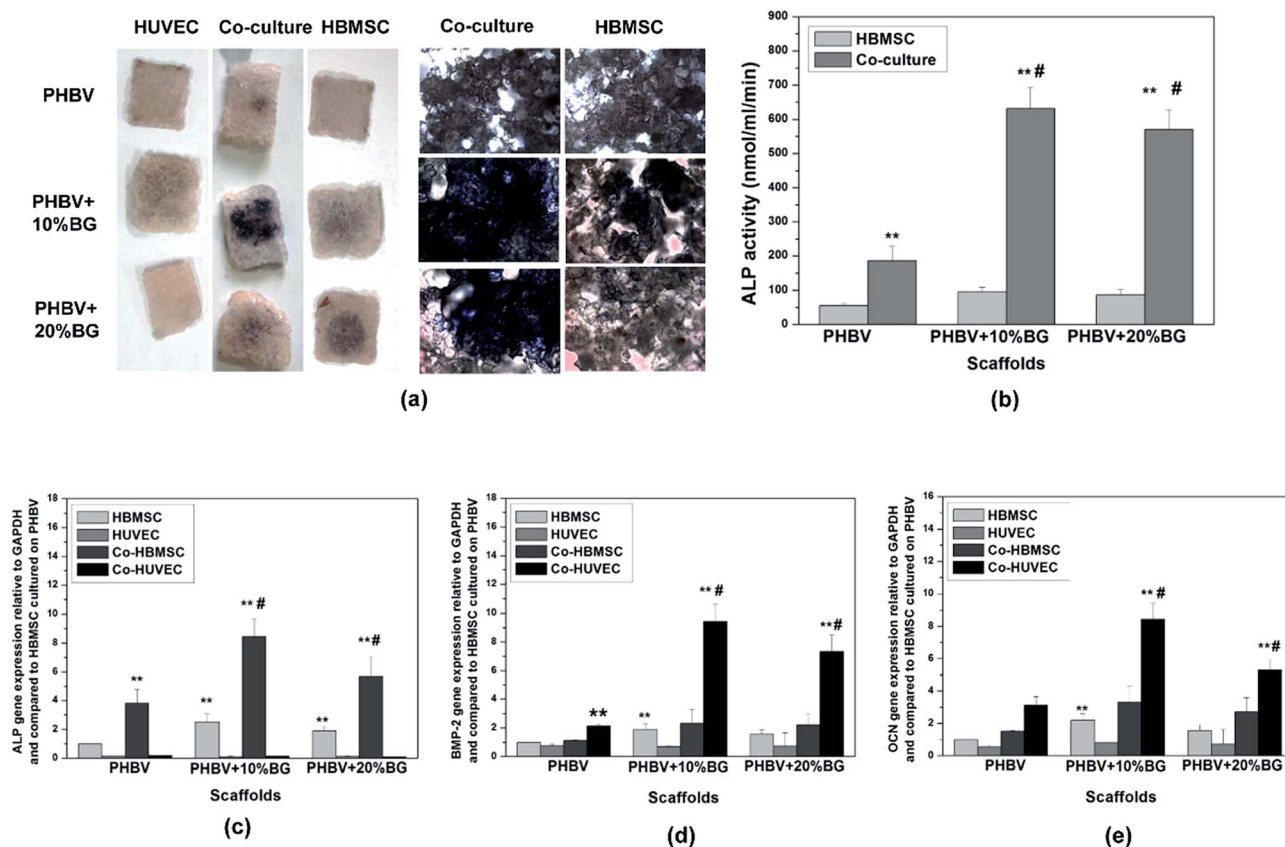 HUVEC Co-culture HBMSC
Co-culture HBMSC
PHBV
PHBV+
10%BG
PHBV+
20%BG
(a)
ALP activity (nmol/ml/min)
900
800
700
600
500
400
300
200
100
0
HBMSC
Co-culture
**
**#
** #
PHBV PHBV+10%BG PHBV+20%BG
Scaffolds
(b)
ALP gene expression relative to GAPDH
and compared to HBMSC cultured on PHBV
18
16
14
12
10
8
6
4
2
0
HBMSC
HUVEC
Co-HBMSC
Co-HUVEC
**
**
**#
**
**#
PHBV PHBV+10%BG PHBV+20%BG
Scaffolds
(c)
BMP-2 gene expression relative to GAPDH
and compared to HBMSC cultured on PHBV
18
16
14
12
10
8
6
4
2
0
HBMSC
HUVEC
Co-HBMSC
Co-HUVEC
**
**
**#
**#
PHBV PHBV+10%BG PHBV+20%BG
Scaffolds
(d)
OCN gene expression relative to GAPDH
and compared to HBMSC cultured on PHBV
16
14
12
10
8
6
4
2
0
HBMSC
HUVEC
Co-HBMSC
Co-HUVEC
**
**#
**#
PHBV PHBV+10%BG PHBV+20%BG
Scaffolds
(e)